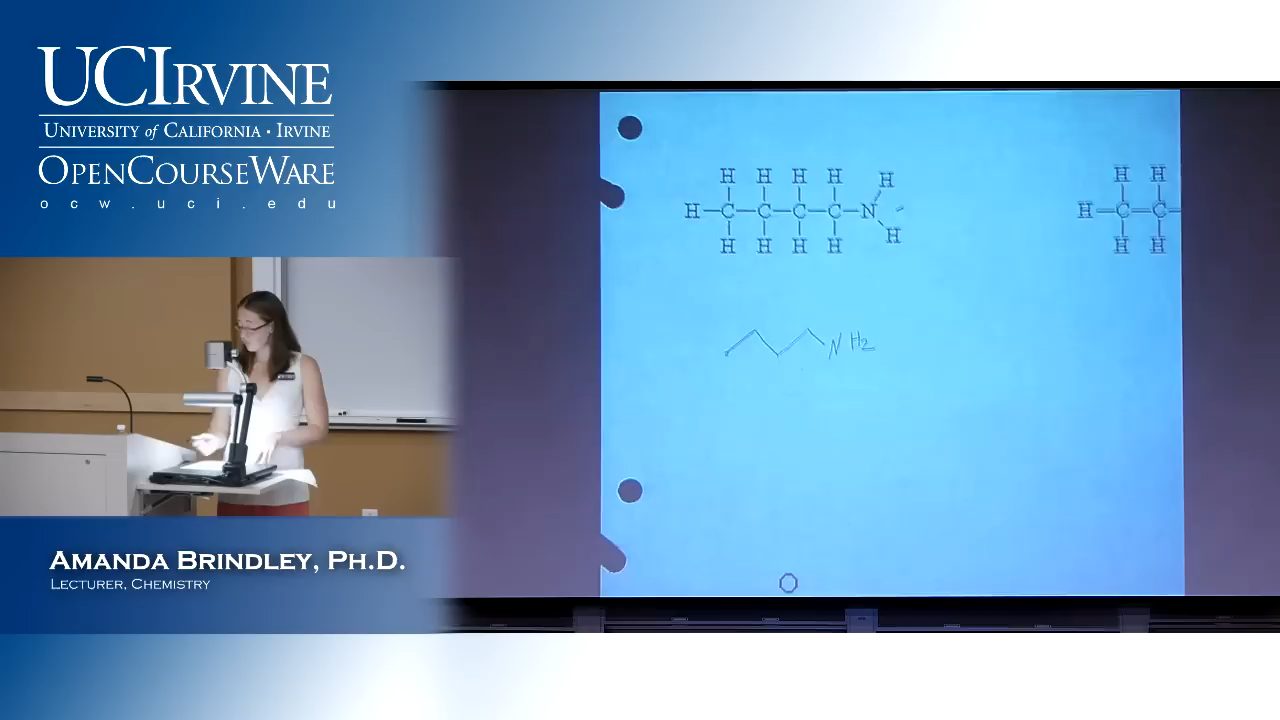 UCIRVINE
UNIVERSITY of CALIFORNIA · IRVINE
OPENCOURSEWARE
ocw.uci.edu
H H H H H
H-C-C-C-C-N
H H H H H
H H
H-C-C-
H H
NH2
O
AMANDA BRINDLEY, PH.D.
LECTURER, CHEMISTRY